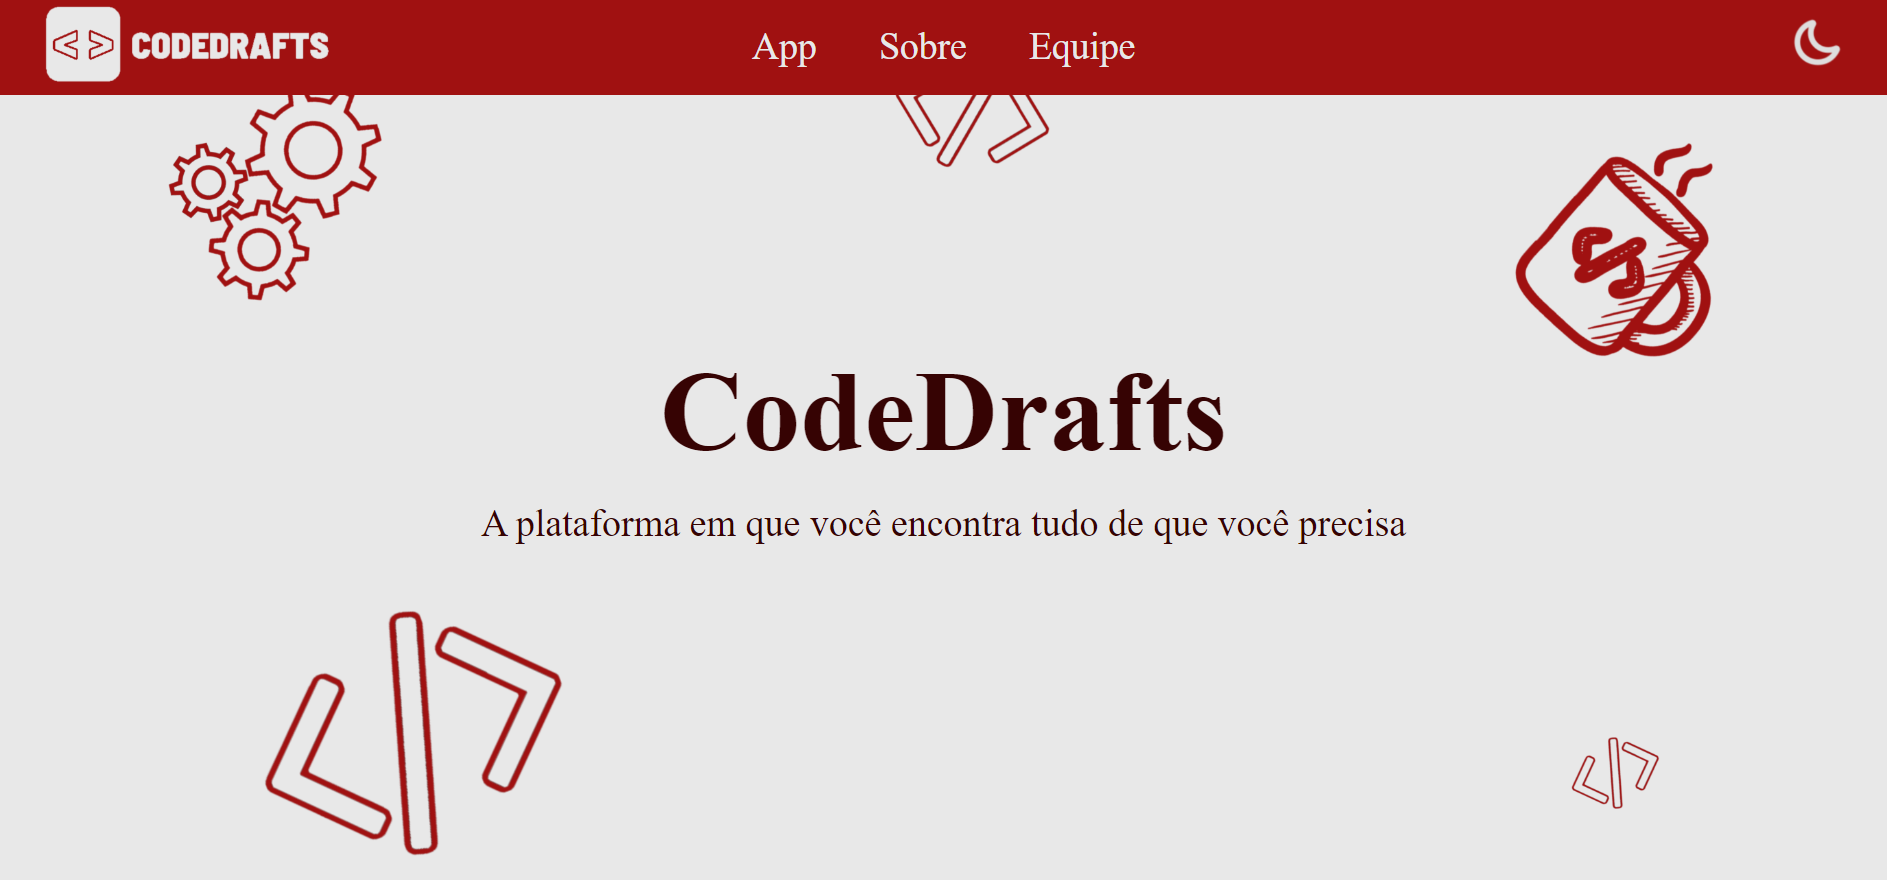 CODEDRAFTS
App
Sobre
Equipe
CodeDrafts
A plataforma em que você encontra tudo de que você precisa